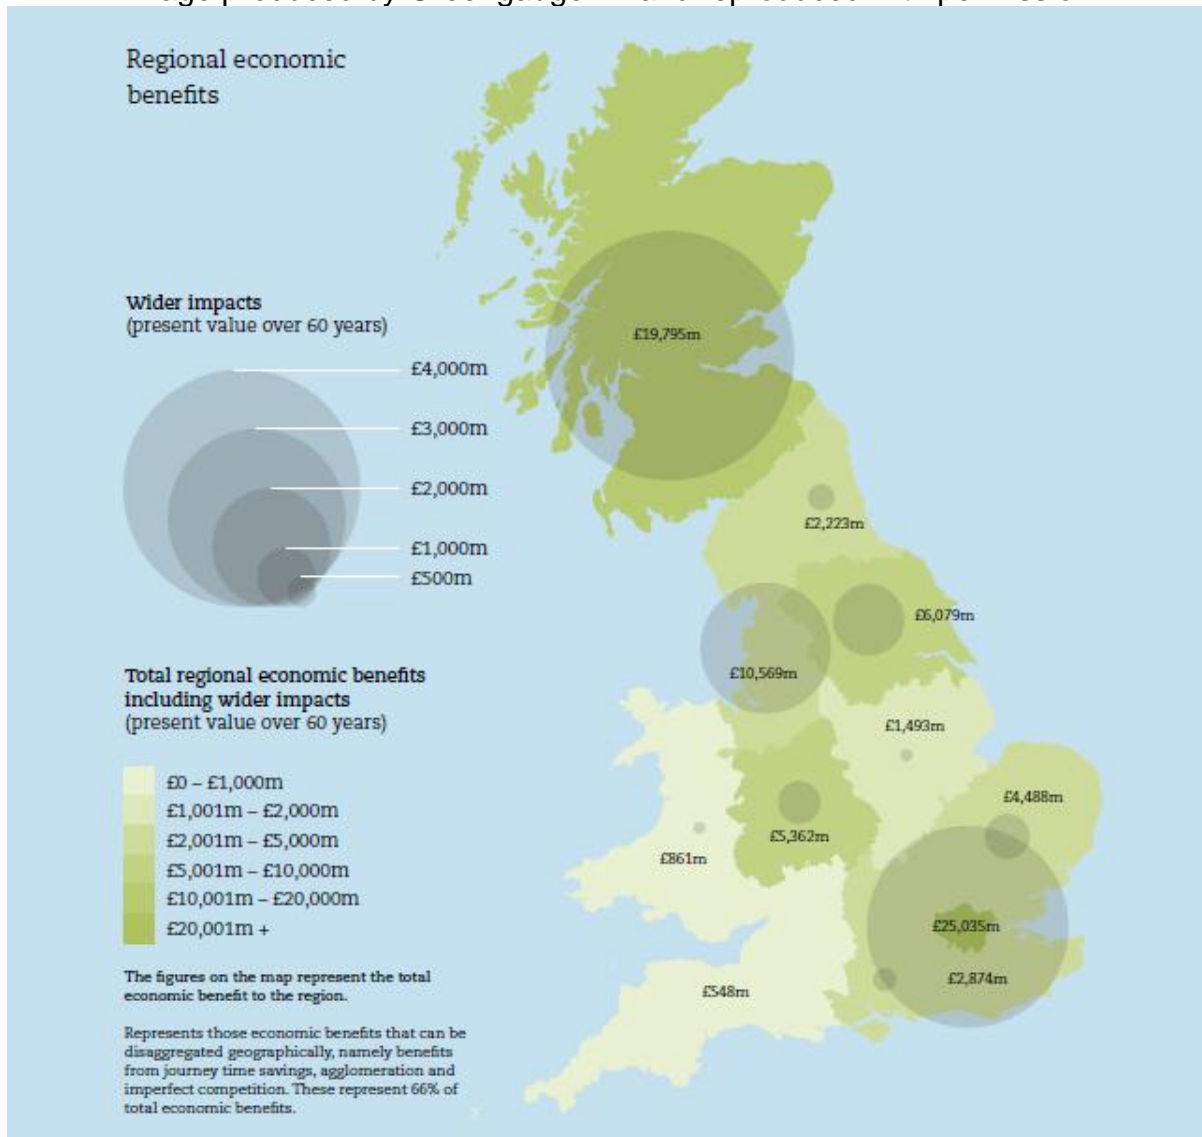 Regional economic
benefits
Wider impacts
(present value over 60 years)
£4,000m
£3,000m
£2,000m
£1,000m
£500m
Total regional economic benefits
including wider impacts
(present value over 60 years)
£0 – £1,000m
£1,001m – £2,000m
£2,001m – £5,000m
£5,001m – £10,000m
£10,001m – £20,000m
£20,001m +
The figures on the map represent the total
economic benefit to the region.
Represents those economic benefits that can be
disaggregated geographically, namely benefits
from journey time savings, agglomeration and
imperfect competition. These represent 66% of
total economic benefits.
£19,795m
£2,223m
£6,079m
£10,569m
£1,493m
£4,488m
£5,362m
£861m
£25,035m
£2,874m
£548m